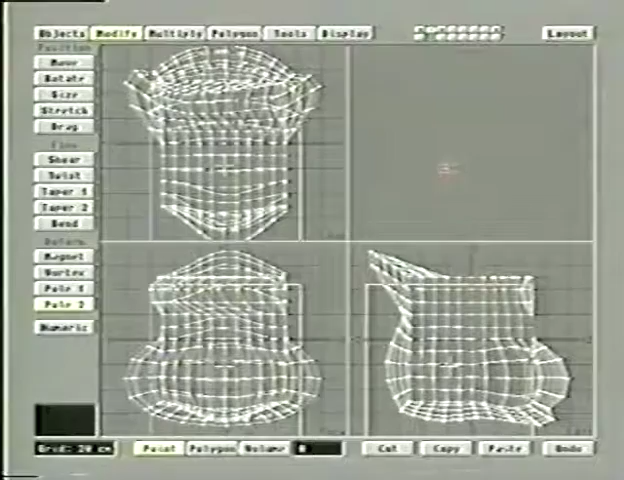 Objects Modify Multiply Polygon Tools Display Layout
Position
Move
Rotate
Size
Stretch
Drag
Shear
Twist
Taper 1
Taper 2
Bend
Deform
Magnet
Vortex
Pole 1
Pole 2
Numeric
Grid: 20 cm Point Polygon Volume 0 Cut Copy Paste Undo